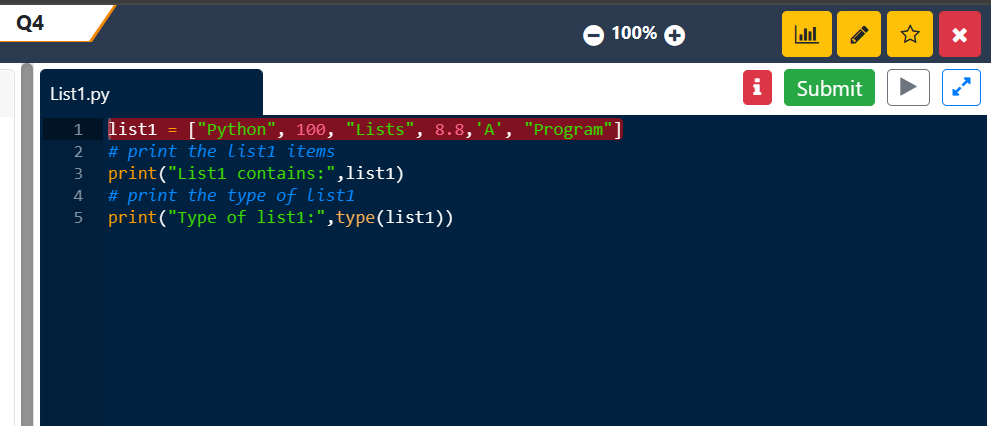 Q4
100%
List1.py
Submit
1 list1 = ["Python", 100, "Lists", 8.8,'A', "Program"]
2 # print the list1 items
3 print("List1 contains:",list1)
4 # print the type of list1
5 print("Type of list1:",type(list1))